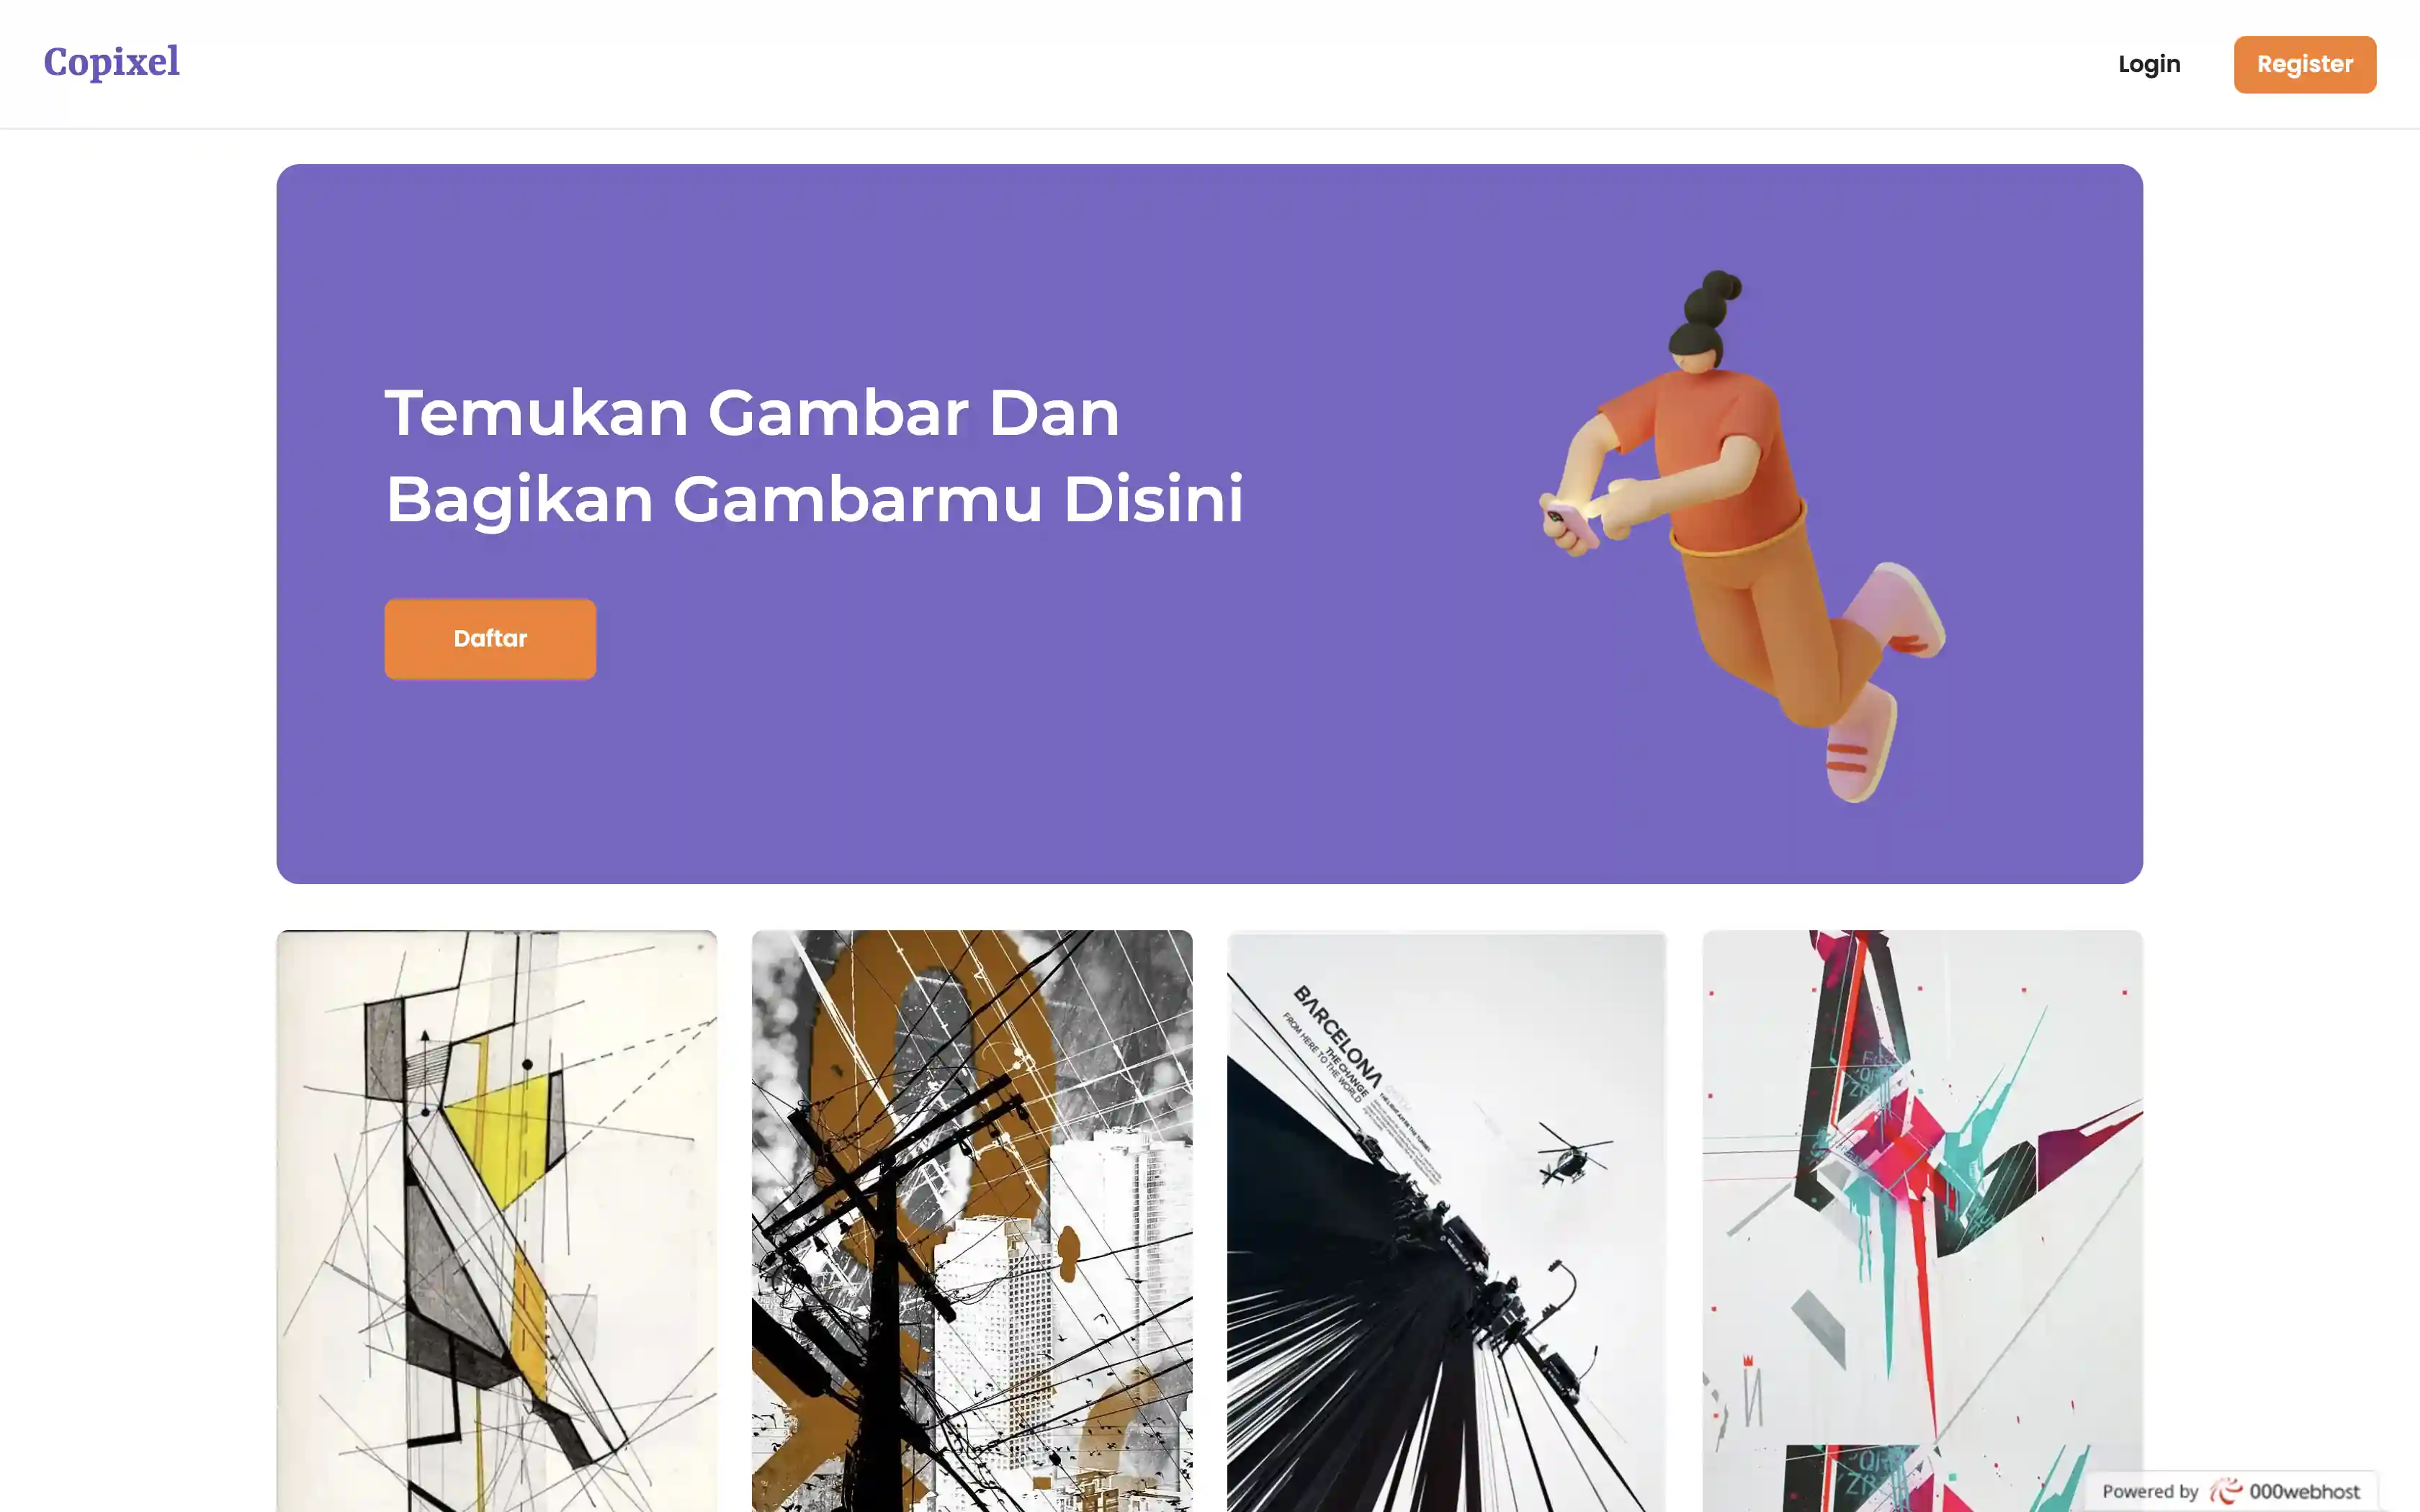 Copixel
Login
Register
Temukan Gambar Dan
Bagikan Gambarmu Disini
Daftar
BARCELONA
FROM HERE TO THE WORLD
THE CHANGE
Powered by 000webhost